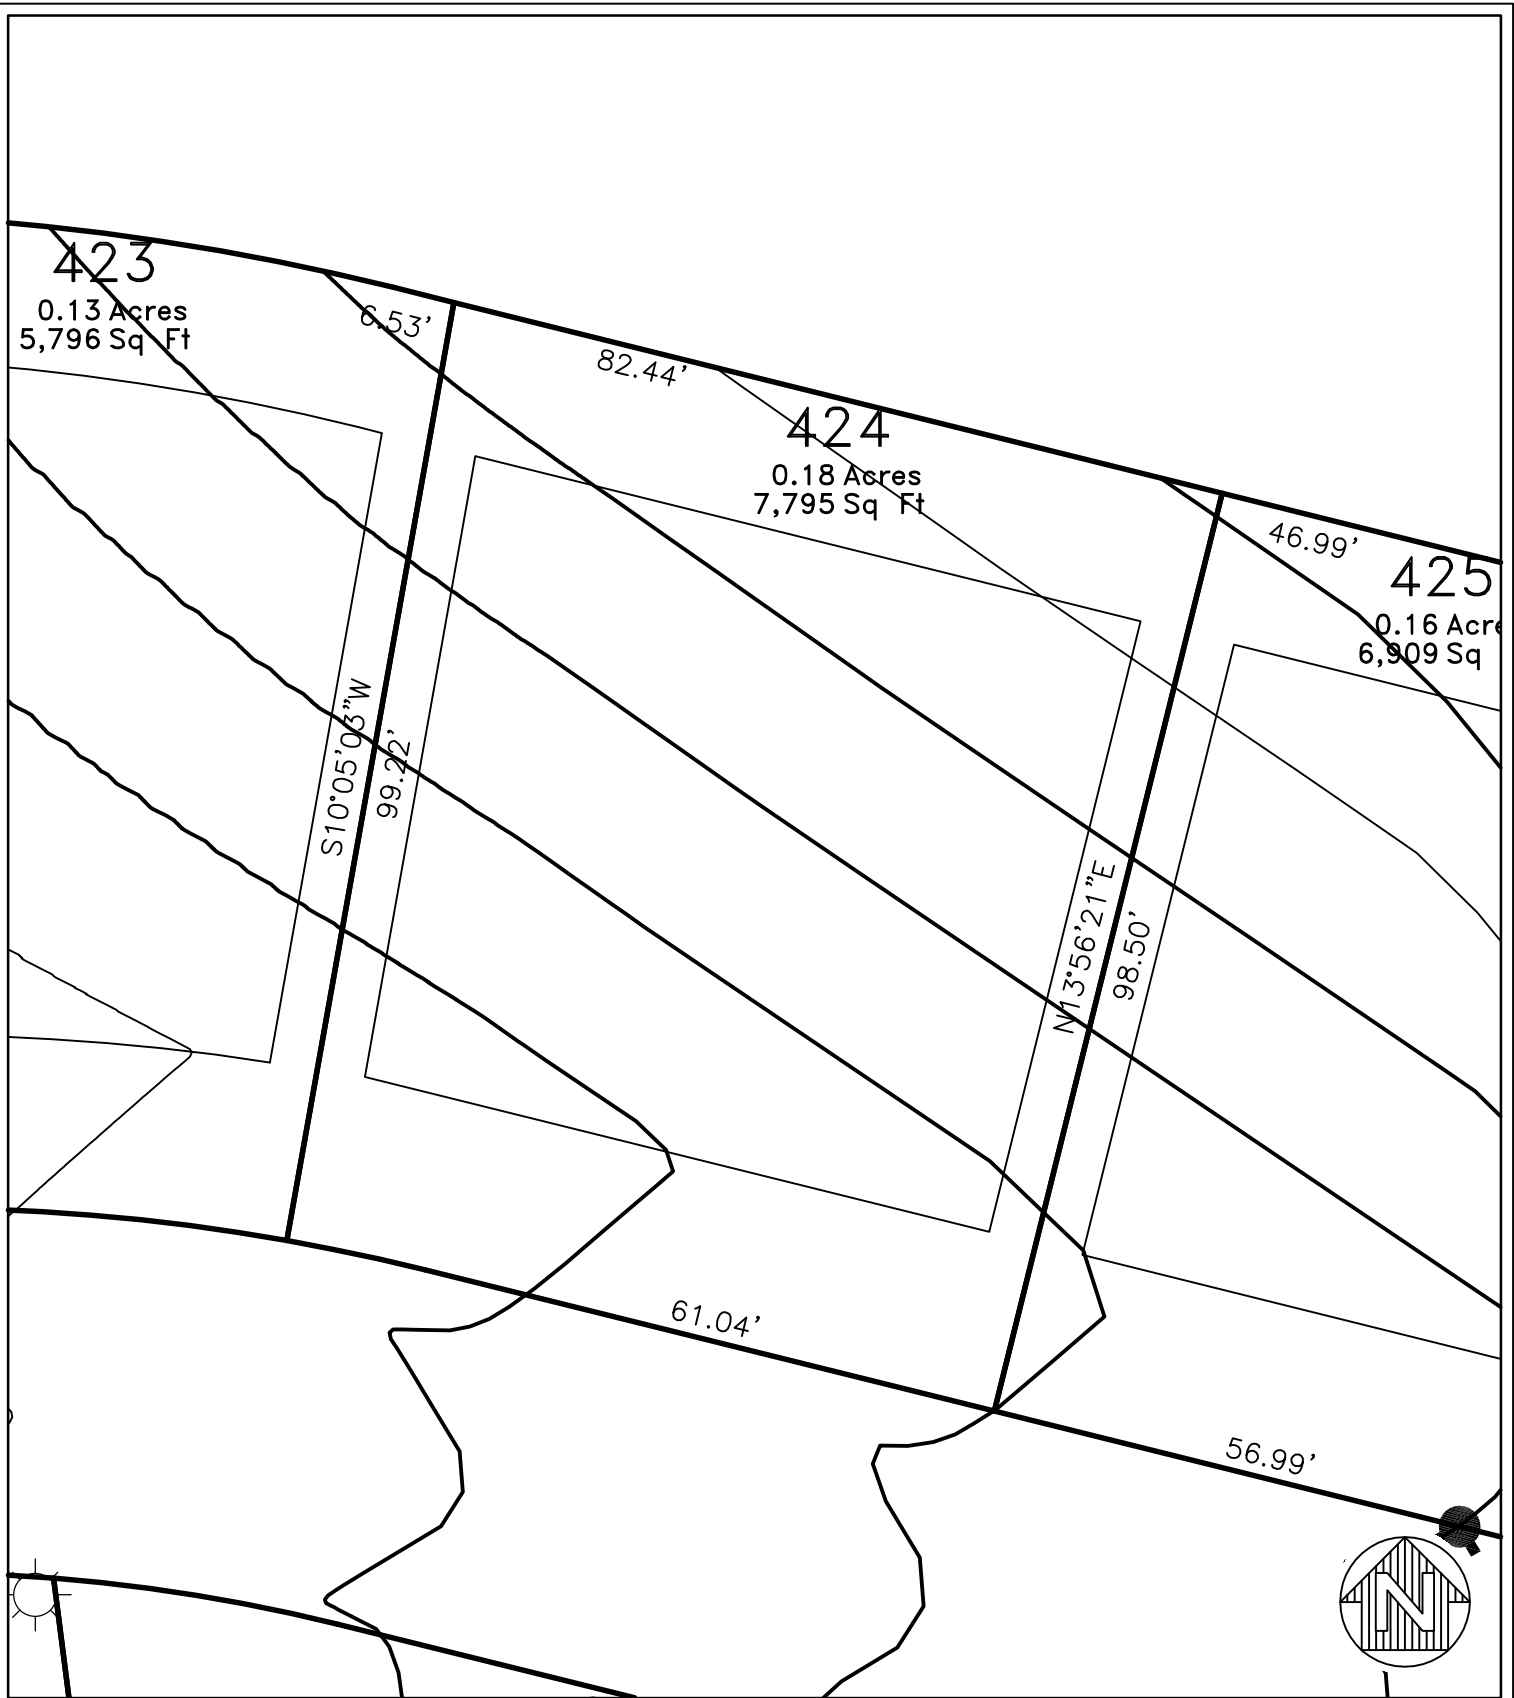 423
0.13 Acres
5,796 Sq Ft
6.53’
82.44’
424
0.18 Acres
7,795 Sq Ft
46.99’
425
0.16 Acre
6,909 Sq
S10°05’03”W
99.22’
N13°56’21”E
98.50’
61.04’
56.99’
N